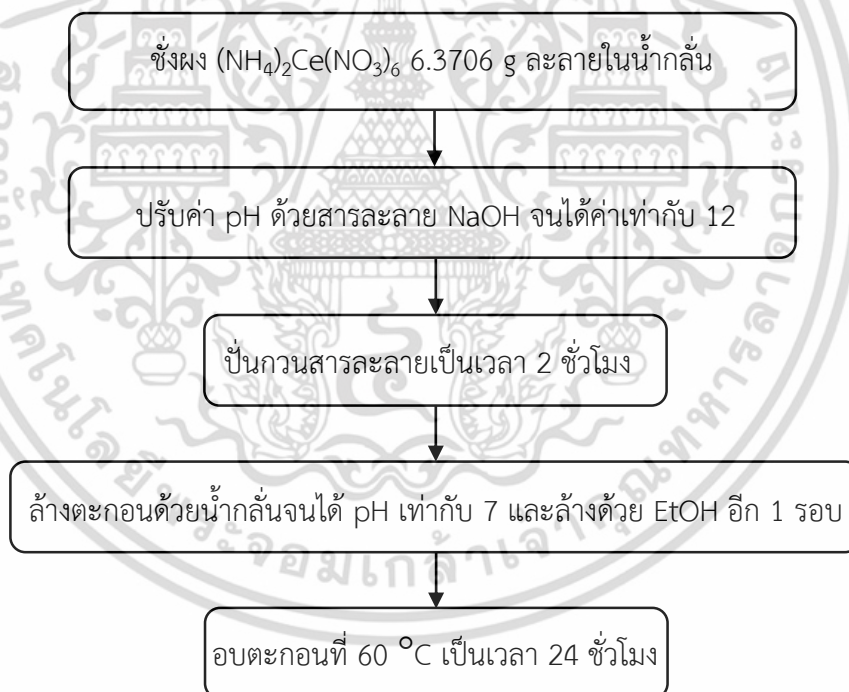 ชั่งผง (NH₄)₂Ce(NO₃)₆ 6.3706 g ละลายในน้ำกลั่น
ปรับค่า pH ด้วยสารละลาย NaOH จนได้ค่าเท่ากับ 12
ปั่นกวนสารละลายเป็นเวลา 2 ชั่วโมง
ล้างตะกอนด้วยน้ำกลั่นจนได้ pH เท่ากับ 7 และล้างด้วย EtOH อีก 1 รอบ
อบตะกอนที่ 60 °C เป็นเวลา 24 ชั่วโมง